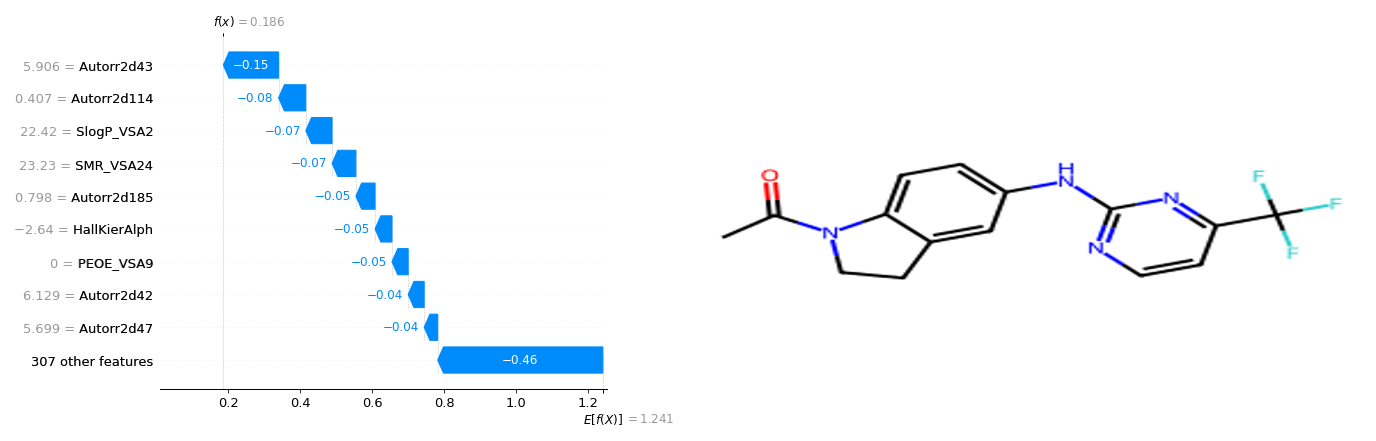 f(x) = 0.186
5.906 = Autorr2d43
−0.15
0.407 = Autorr2d114
−0.08
22.42 = SlogP_VSA2
−0.07
23.23 = SMR_VSA24
−0.07
0.798 = Autorr2d185
−0.05
−2.64 = HallKierAlph
−0.05
0 = PEOE_VSA9
−0.05
6.129 = Autorr2d42
−0.04
5.699 = Autorr2d47
−0.04
307 other features
−0.46
0.2 0.4 0.6 0.8 1.0 1.2
E[f(X)] = 1.241
O
N
H
N
N
N
F
F
F